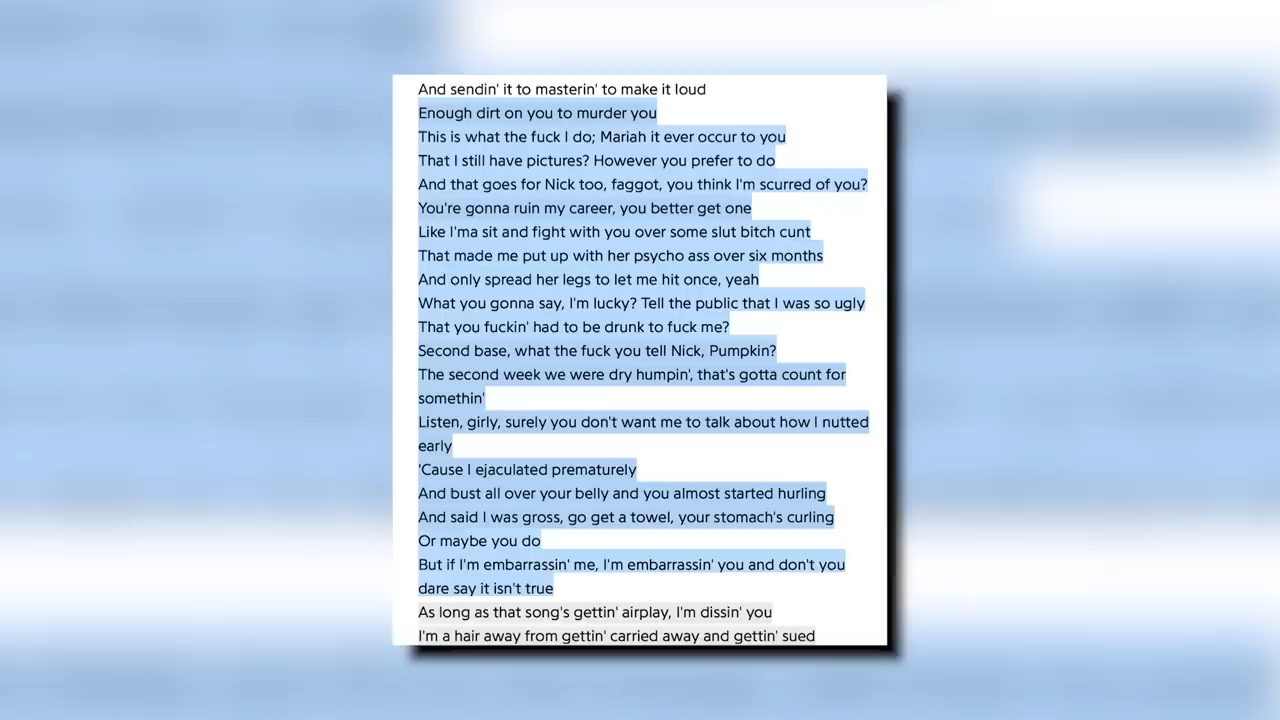 And sendin' it to masterin' to make it loud
Enough dirt on you to murder you
This is what the fuck I do; Mariah it ever occur to you
That I still have pictures? However you prefer to do
And that goes for Nick too, faggot, you think I'm scurred of you?
You're gonna ruin my career, you better get one
Like I'ma sit and fight with you over some slut bitch cunt
That made me put up with her psycho ass over six months
And only spread her legs to let me hit once, yeah
What you gonna say, I'm lucky? Tell the public that I was so ugly
That you fuckin' had to be drunk to fuck me?
Second base, what the fuck you tell Nick, Pumpkin?
The second week we were dry humpin', that's gotta count for
somethin'
Listen, girly, surely you don't want me to talk about how I nutted
early
'Cause I ejaculated prematurely
And bust all over your belly and you almost started hurling
And said I was gross, go get a towel, your stomach's curling
Or maybe you do
But if I'm embarrassin' me, I'm embarrassin' you and don't you
dare say it isn't true
As long as that song's gettin' airplay, I'm dissin' you
I'm a hair away from gettin' carried away and gettin' sued